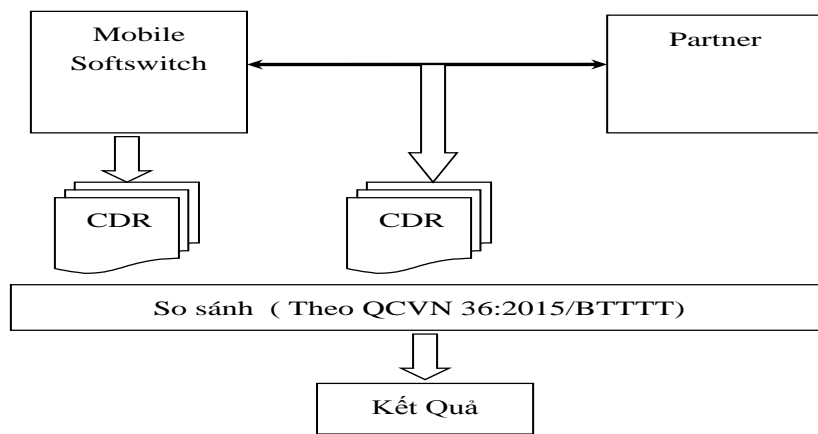 Mobile
Softswitch
Partner
CDR
CDR
So sánh ( Theo QCVN 36:2015/BTTTT)
Kết Quả